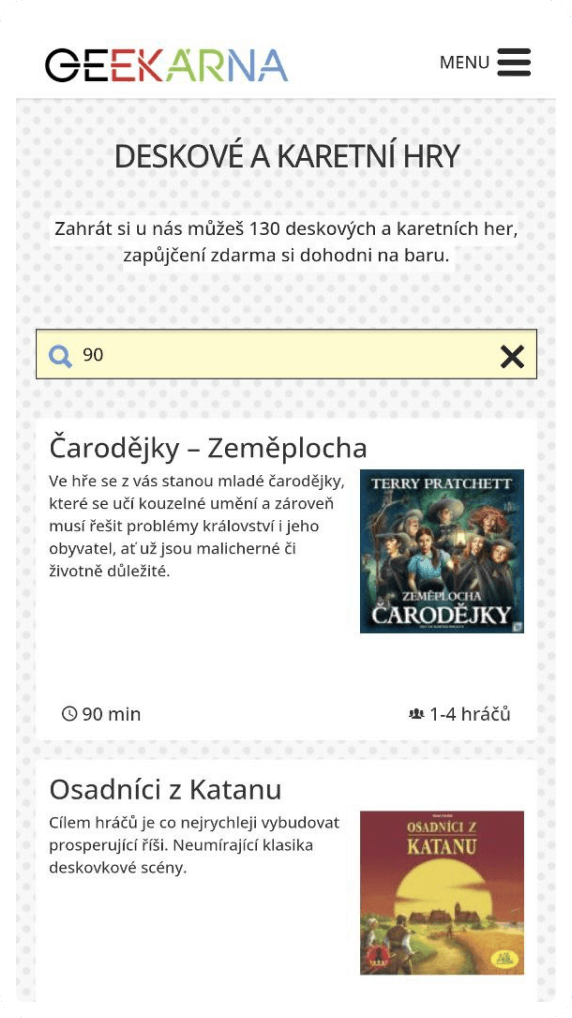 GEEKÁRNA
MENU
DESKOVÉ A KARETNÍ HRY
Zahrát si u nás můžeš 130 deskových a karetních her,
zapůjčení zdarma si dohodni na baru.
90
Čarodějky – Zeměplocha
Ve hře se z vás stanou mladé čarodějky,
které se učí kouzelné umění a zároveň
musí řešit problémy království i jeho
obyvatel, ať už jsou malicherné či
životně důležité.
TERRY PRATCHETT
ZEMĚPLOCHA
ČARODĚJKY
90 min
1-4 hráčů
Osadníci z Katanu
Cílem hráčů je co nejrychleji vybudovat
prosperující říši. Neumírající klasika
deskovkové scény.
OSADNÍCI Z
KATANU